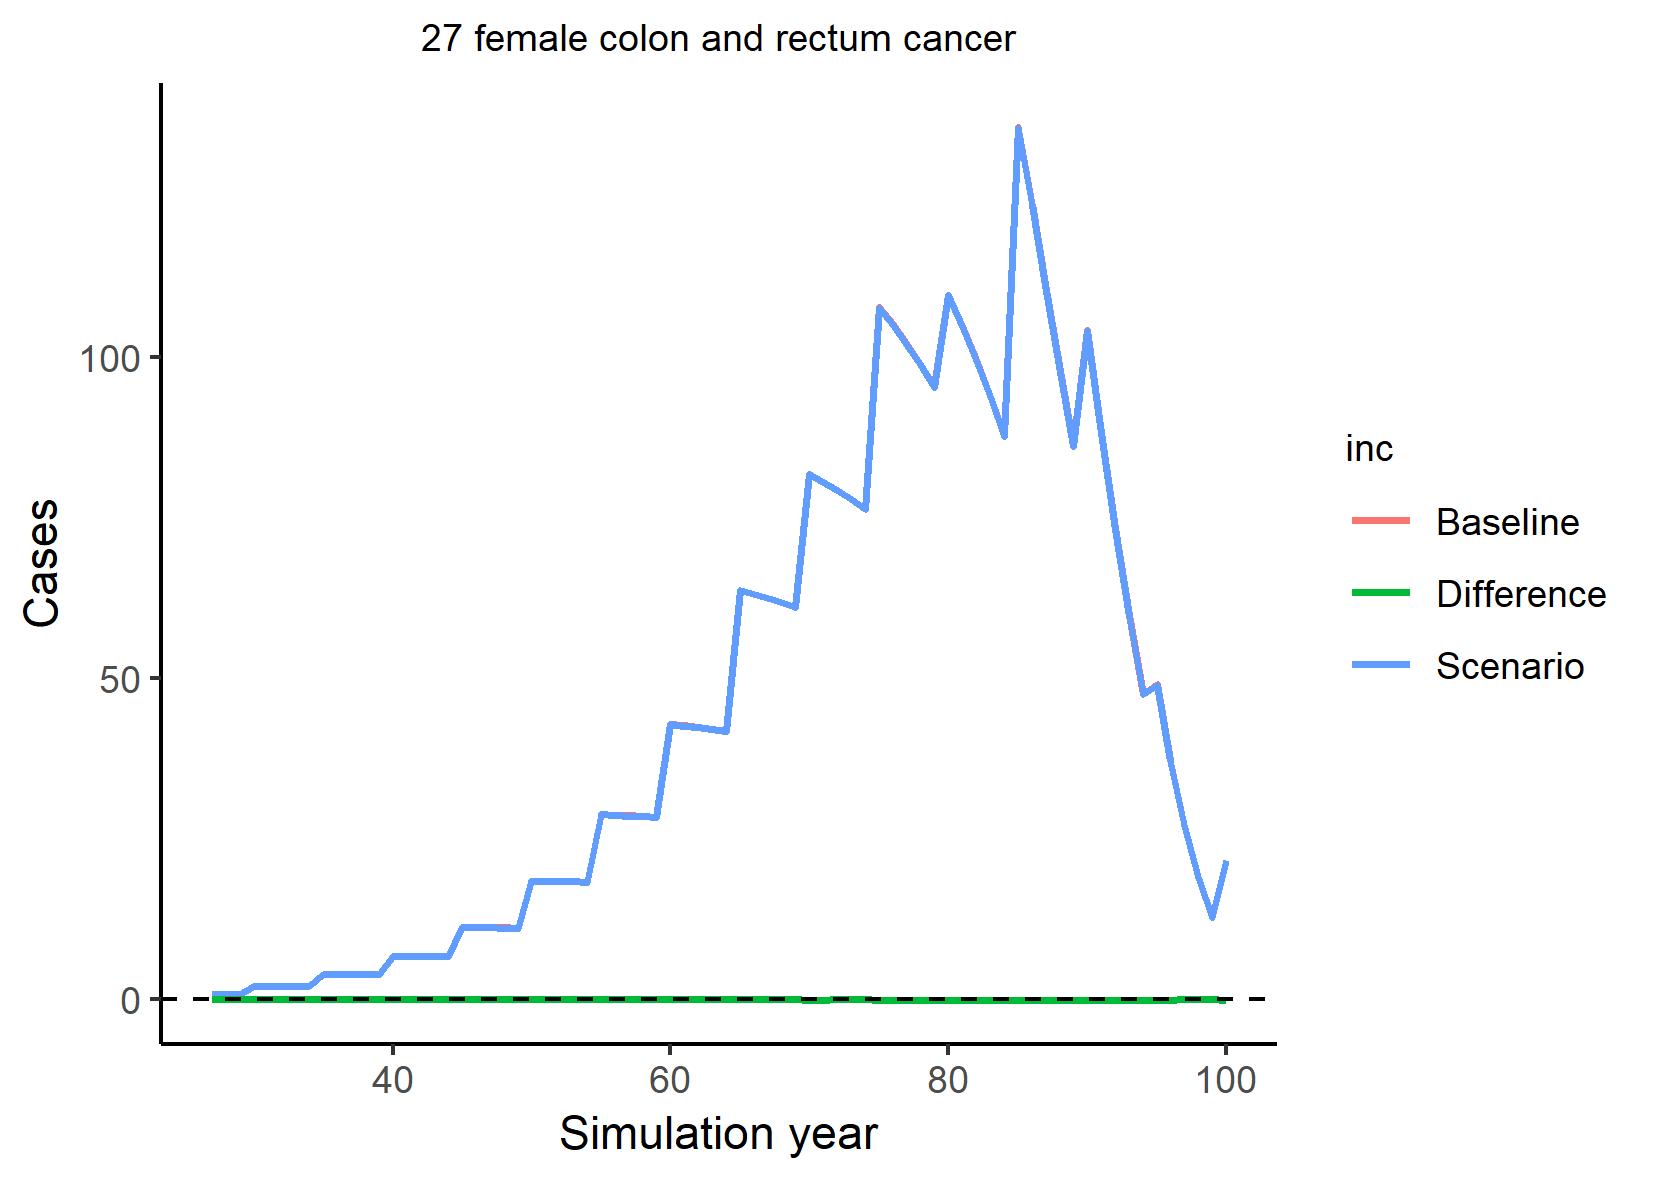 27 female colon and rectum cancer
Cases
100
50
0
40 60 80 100
Simulation year
inc
Baseline
Difference
Scenario